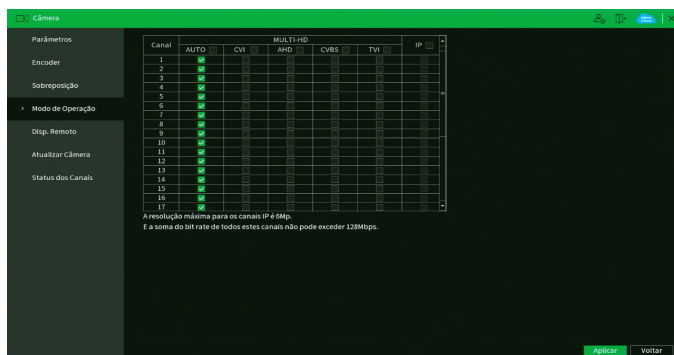 Câmera
Parâmetros
Encoder
Sobreposição
> Modo de Operação
Disp. Remoto
Atualizar Câmera
Status dos Canais
MULTI-HD
Canal AUTO CVI AHD CVBS TVI IP
1
2
3
4
5
6
7
8
9
10
11
12
13
14
15
16
17
A resolução máxima para os canais IP é 6Mp.
E a soma do bit rate de todos estes canais não pode exceder 128Mbps.
Aplicar Voltar